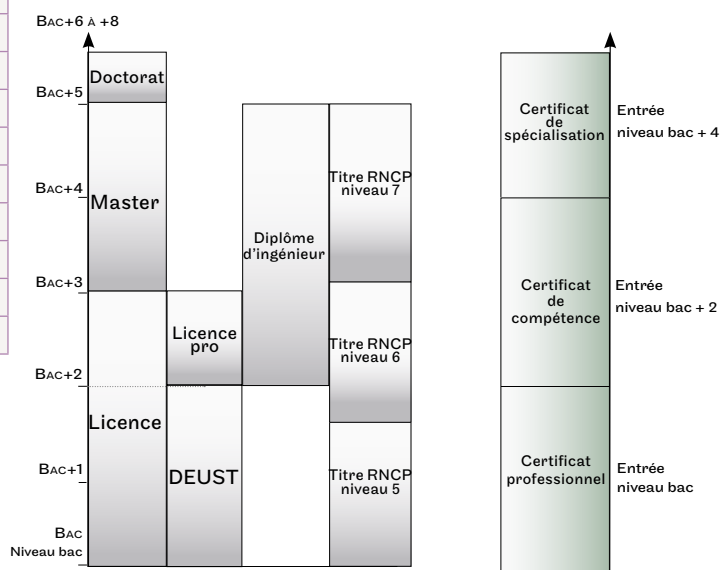 BAC+6 À +8
Doctorat
BAC+5
Master
BAC+4
BAC+3
Licence
pro
BAC+2
Licence
DEUST
BAC+1
BAC
Niveau bac
Diplôme
d'ingénieur
Titre RNCP
niveau 7
Titre RNCP
niveau 6
Titre RNCP
niveau 5
Certificat
de
spécialisation
Entrée
niveau bac + 4
Certificat
de
compétence
Entrée
niveau bac + 2
Certificat
professionnel
Entrée
niveau bac